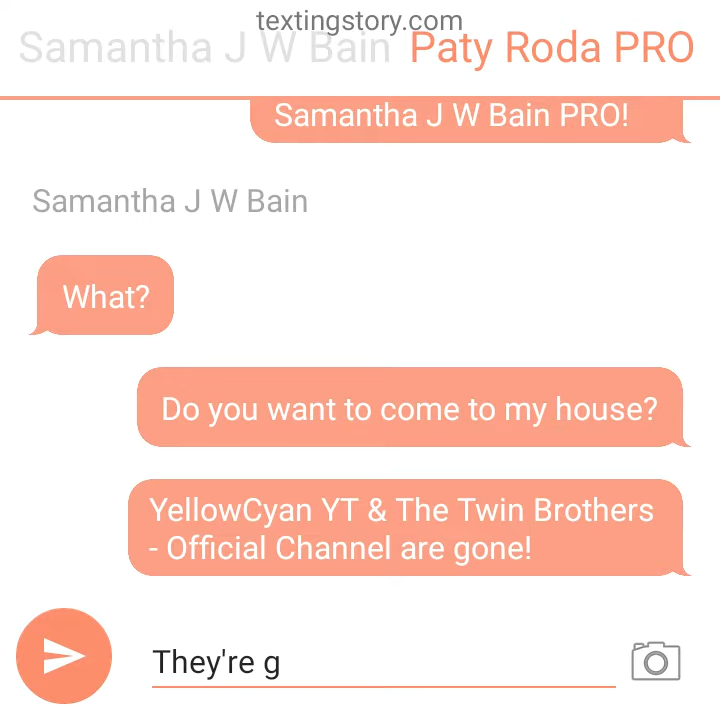 textingstory.com
Samantha J W Bain Paty Roda PRO
Samantha J W Bain PRO!
Samantha J W Bain
What?
Do you want to come to my house?
YellowCyan YT & The Twin Brothers
- Official Channel are gone!
They're g